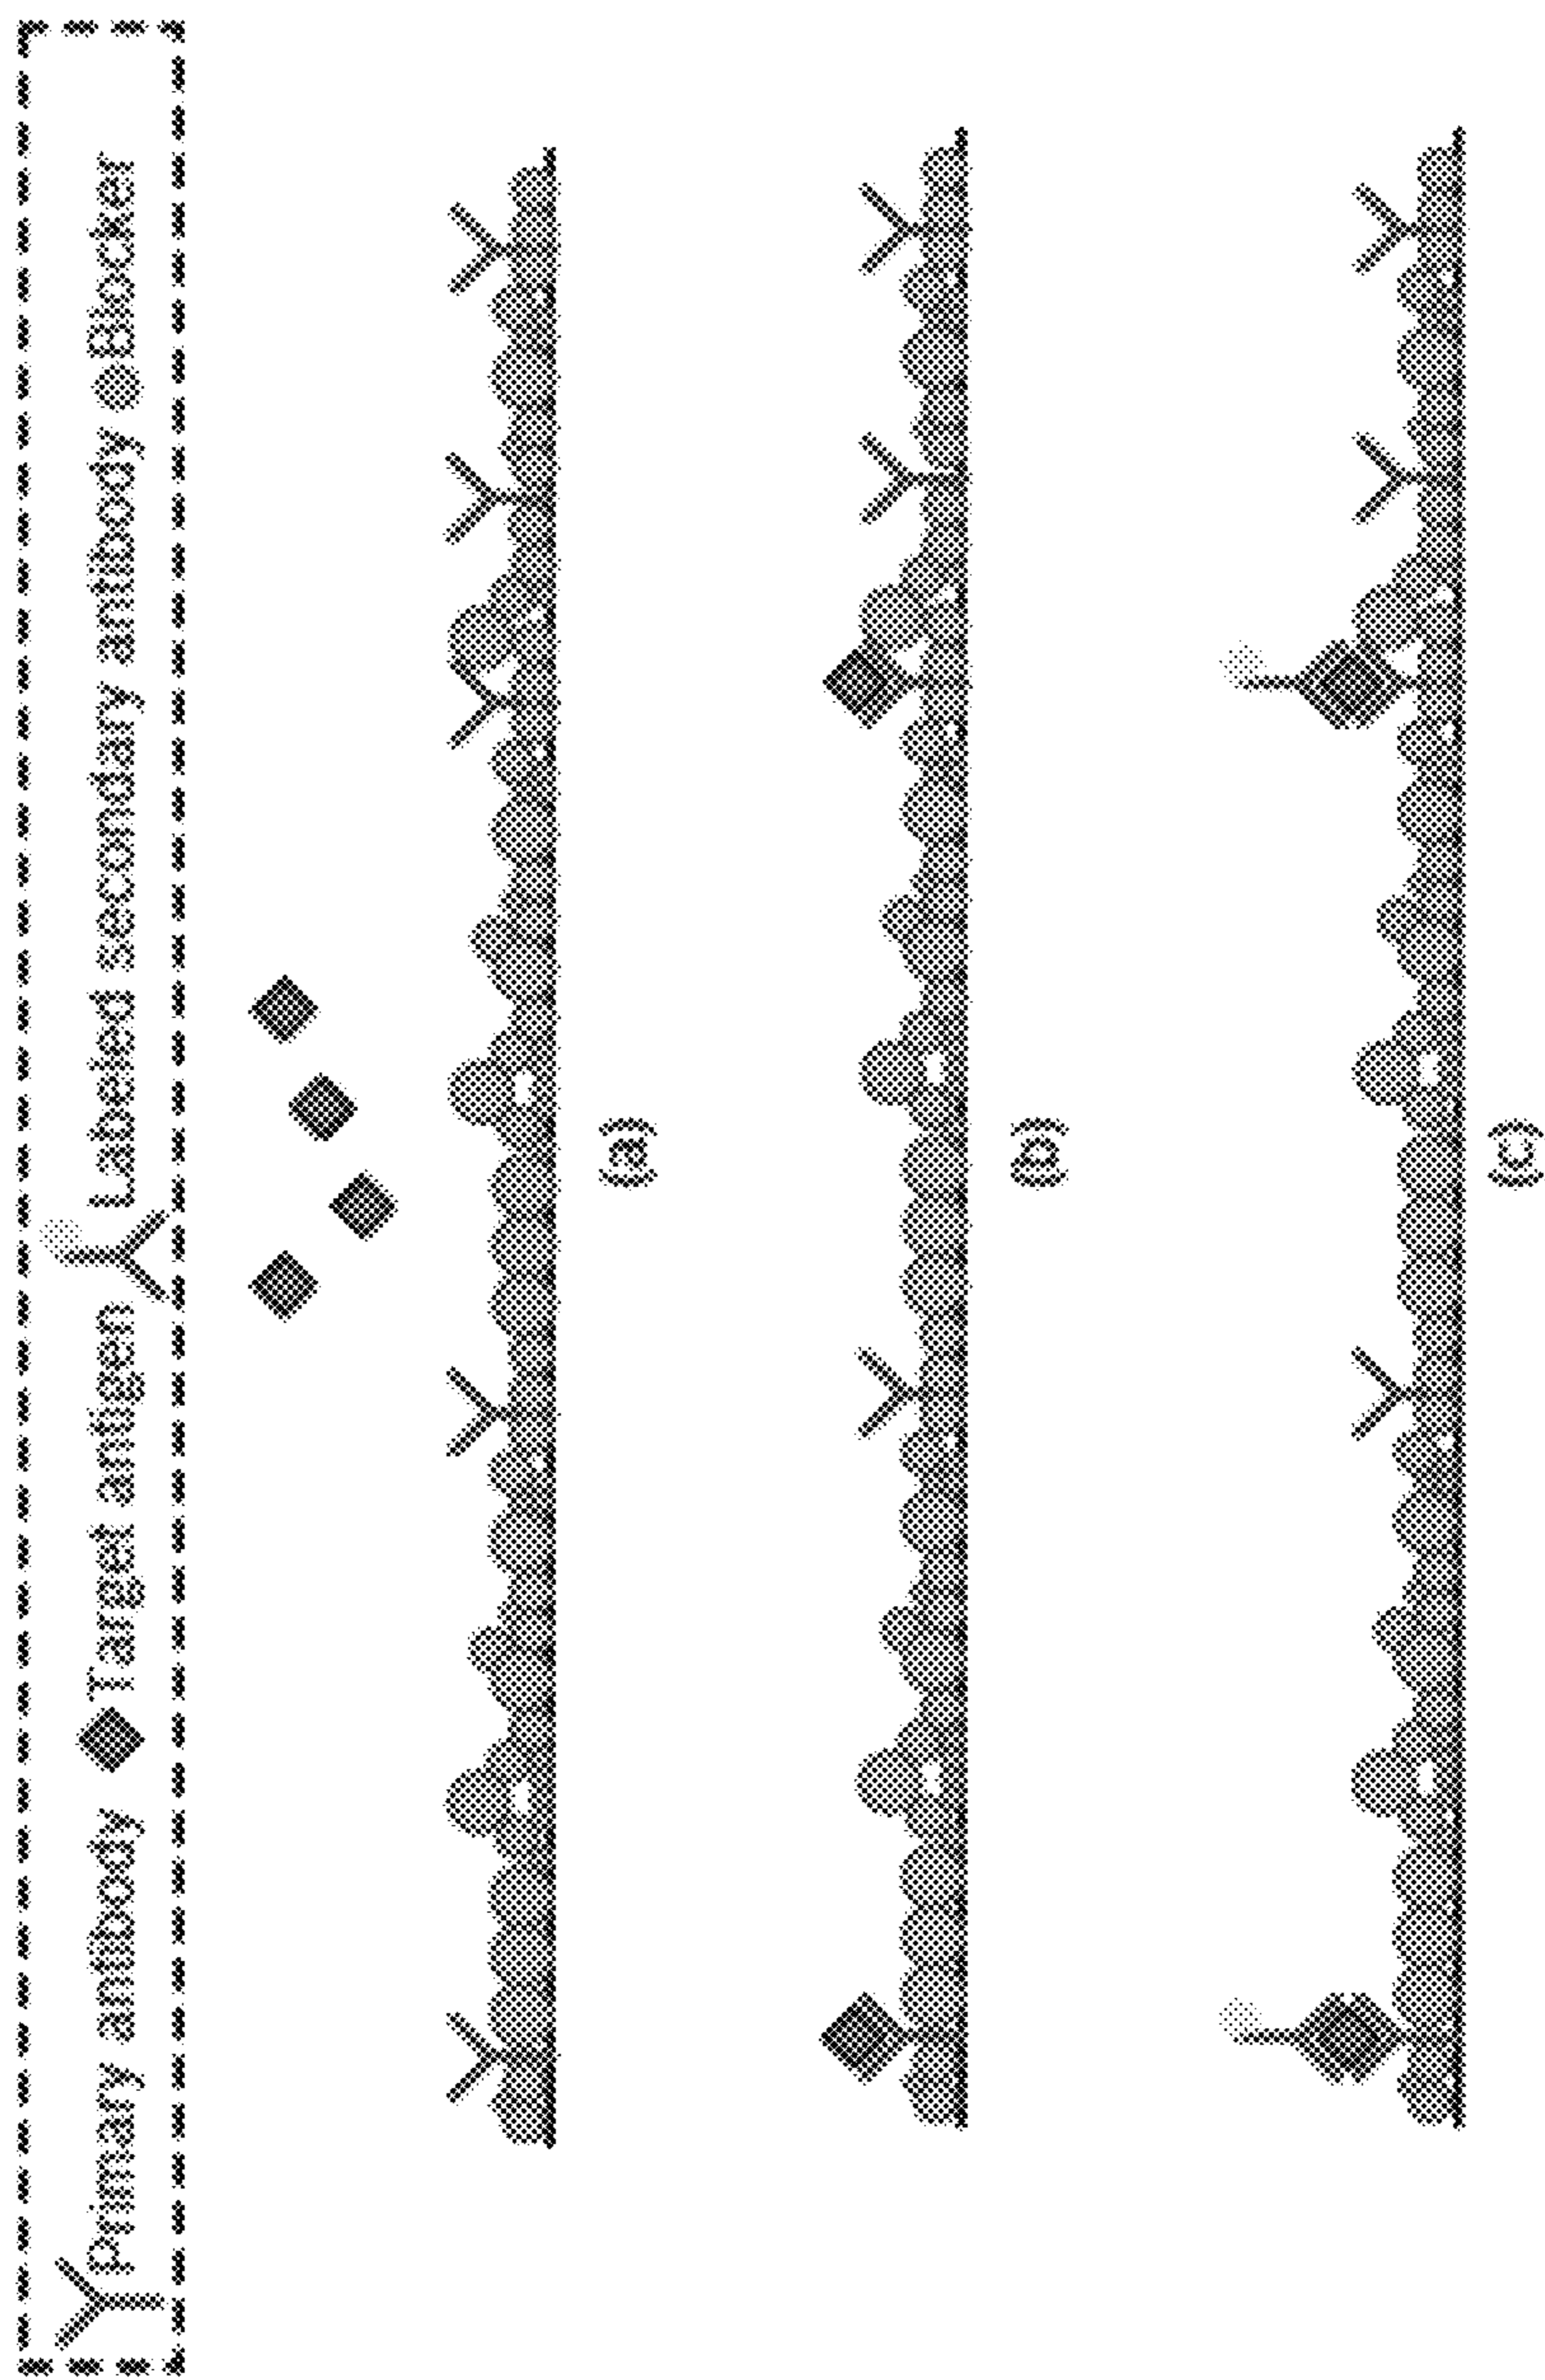 Primary antibody Target antigen Labeled secondary antibody Blocker
(a)
(b)
(c)